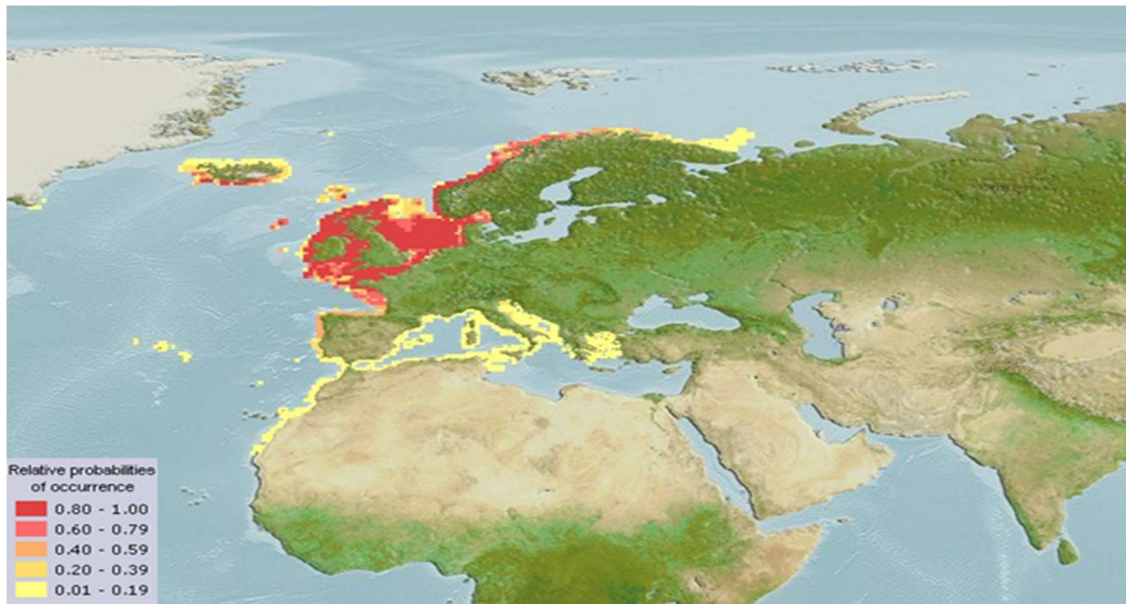 Relative probabilities
of occurrence
0.80 - 1.00
0.60 - 0.79
0.40 - 0.59
0.20 - 0.39
0.01 - 0.19